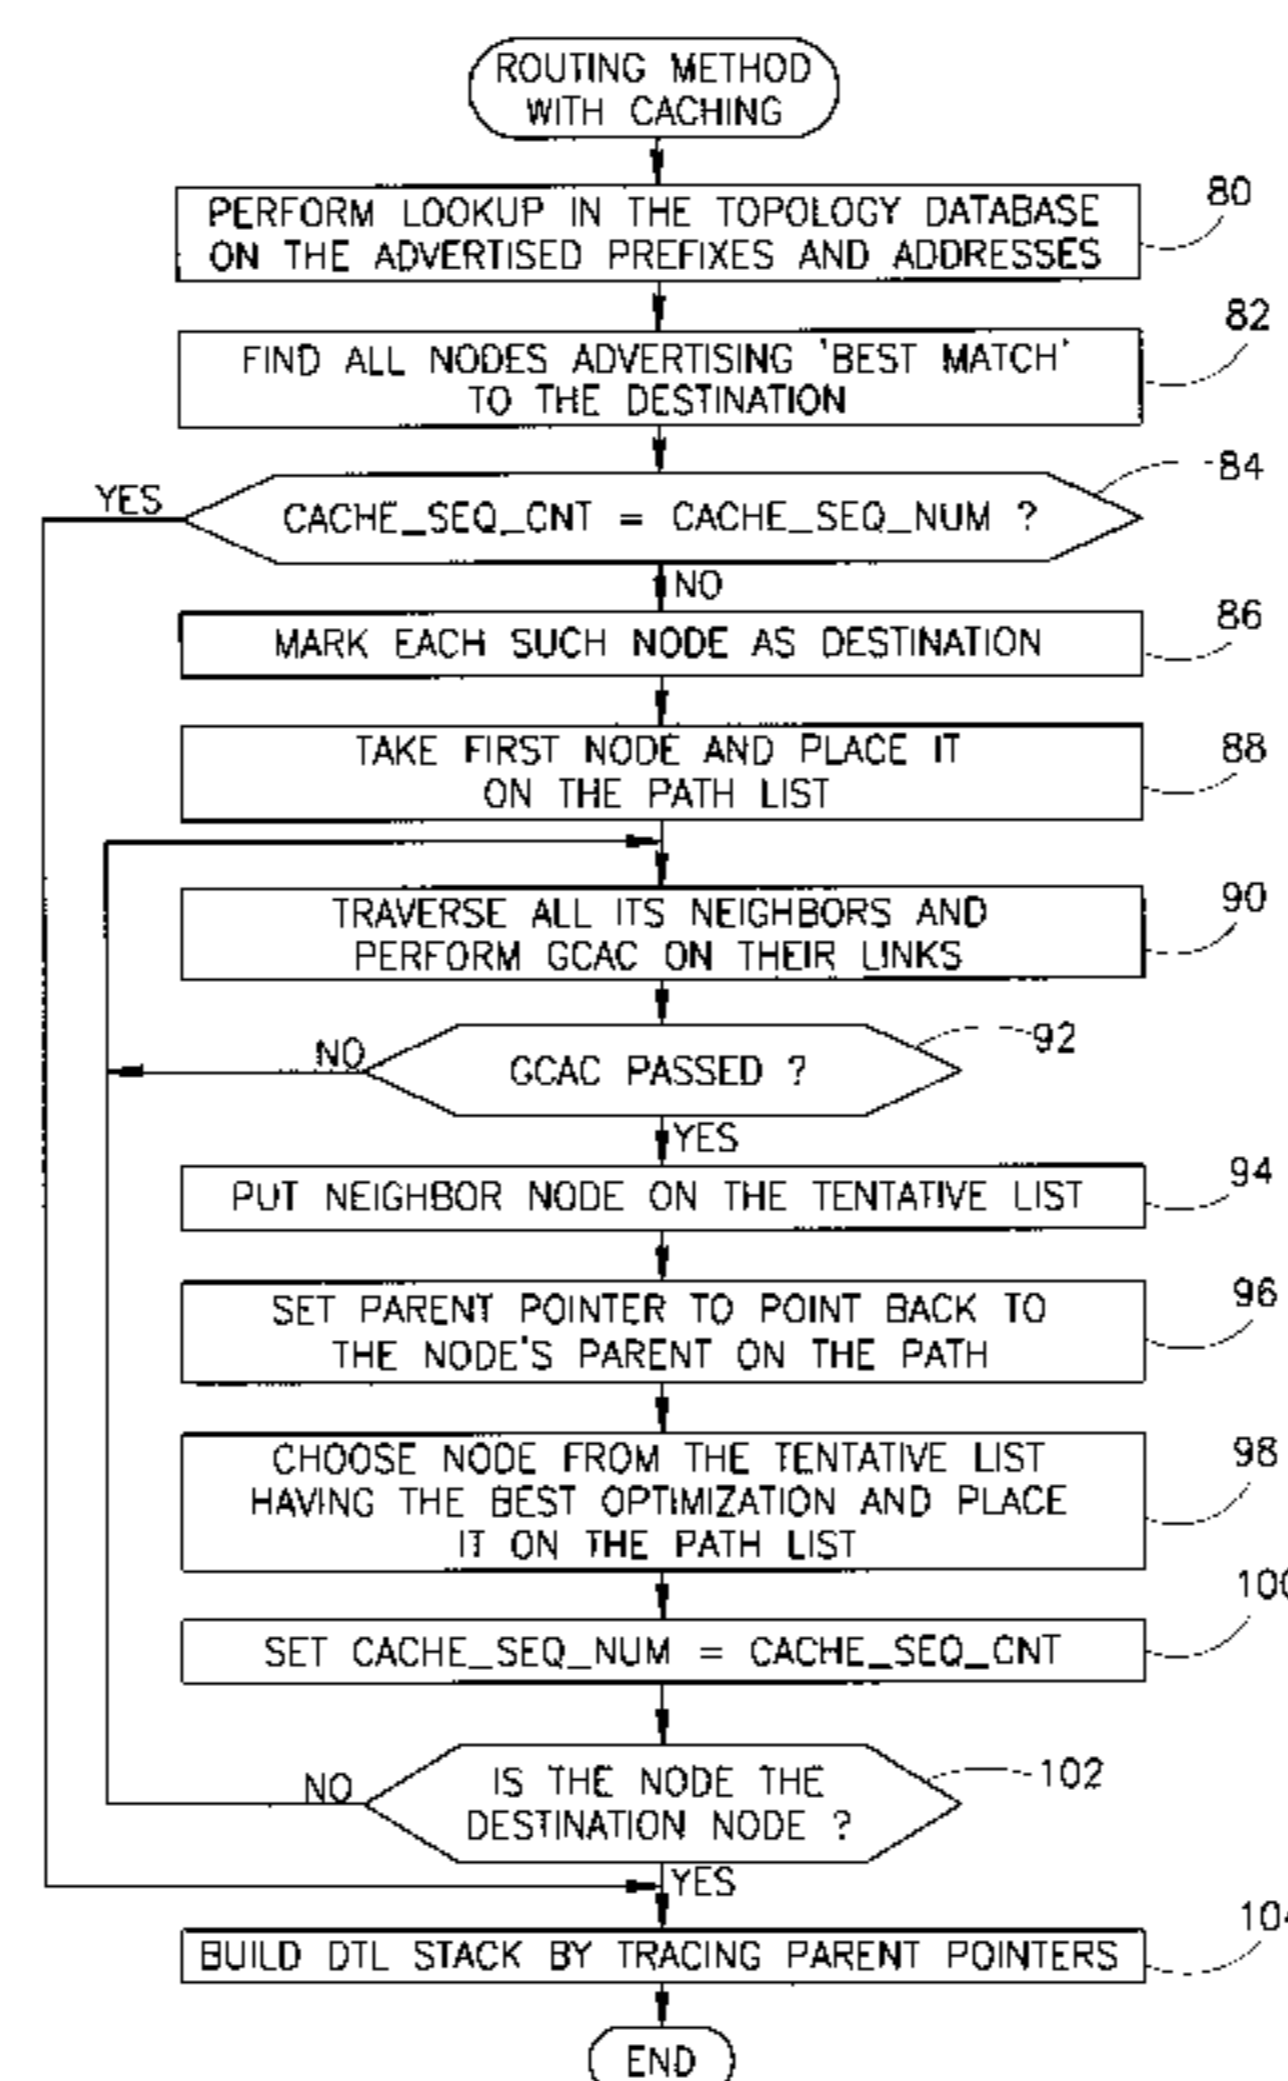 ROUTING METHOD
WITH CACHING
PERFORM LOOKUP IN THE TOPOLOGY DATABASE
ON THE ADVERTISED PREFIXES AND ADDRESSES
80
FIND ALL NODES ADVERTISING 'BEST MATCH'
TO THE DESTINATION
82
YES
CACHE_SEQ_CNT = CACHE_SEQ_NUM ?
84
NO
MARK EACH SUCH NODE AS DESTINATION
86
TAKE FIRST NODE AND PLACE IT
ON THE PATH LIST
88
TRAVERSE ALL ITS NEIGHBORS AND
PERFORM GCAC ON THEIR LINKS
90
NO
GCAC PASSED ?
92
YES
PUT NEIGHBOR NODE ON THE TENTATIVE LIST
94
SET PARENT POINTER TO POINT BACK TO
THE NODE'S PARENT ON THE PATH
96
CHOOSE NODE FROM THE TENTATIVE LIST
HAVING THE BEST OPTIMIZATION AND PLACE
IT ON THE PATH LIST
98
SET CACHE_SEQ_NUM = CACHE_SEQ_CNT
100
NO
IS THE NODE THE
DESTINATION NODE ?
102
YES
BUILD DTL STACK BY TRACING PARENT POINTERS
104
END